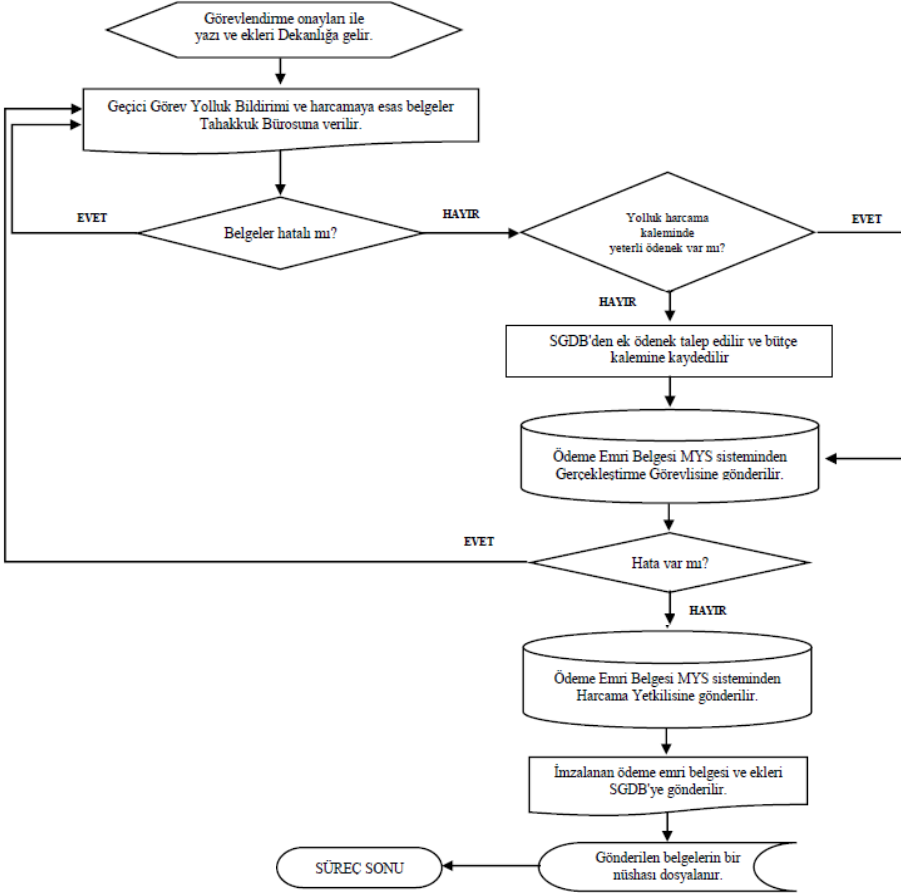 Görevlendirme onayları ile
yazı ve ekleri Dekanlığa gelir.
Geçici Görev Yolluk Bildirimi ve harcamaya esas belgeler
Tahakkuk Bürosuna verilir.
EVET
Belgeler hatalı mı?
HAYIR
Yolluk harcama
kaleminde
yeterli ödenek var mı?
EVET
HAYIR
SGDB'den ek ödenek talep edilir ve bütçe
kalemine kaydedilir
Ödeme Emri Belgesi MYS sisteminden
Gerçekleştirme Görevlisine gönderilir.
EVET
Hata var mı?
HAYIR
Ödeme Emri Belgesi MYS sisteminden
Harcama Yetkilisine gönderilir.
İmzalanan ödeme emri belgesi ve ekleri
SGDB'ye gönderilir.
Gönderilen belgelerin bir
nüshası dosyalanır.
SÜREÇ SONU